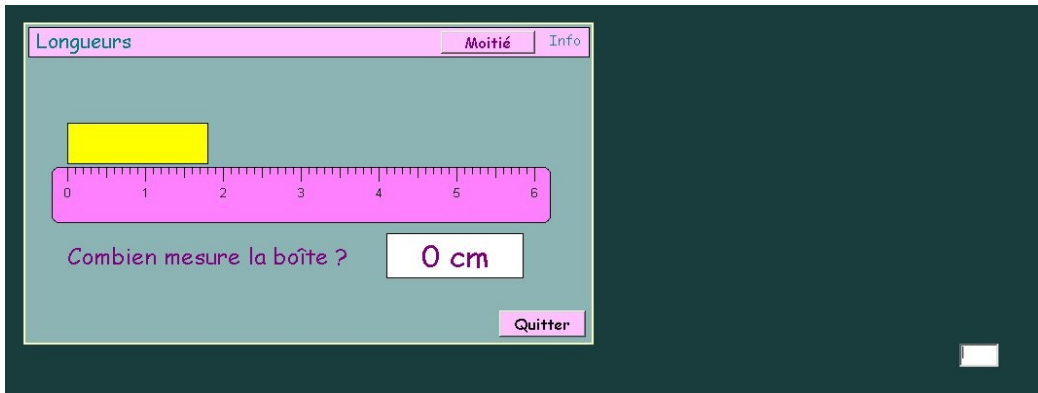 Longueurs Moitié Info
0 1 2 3 4 5 6
Combien mesure la boîte ? 0 cm
Quitter